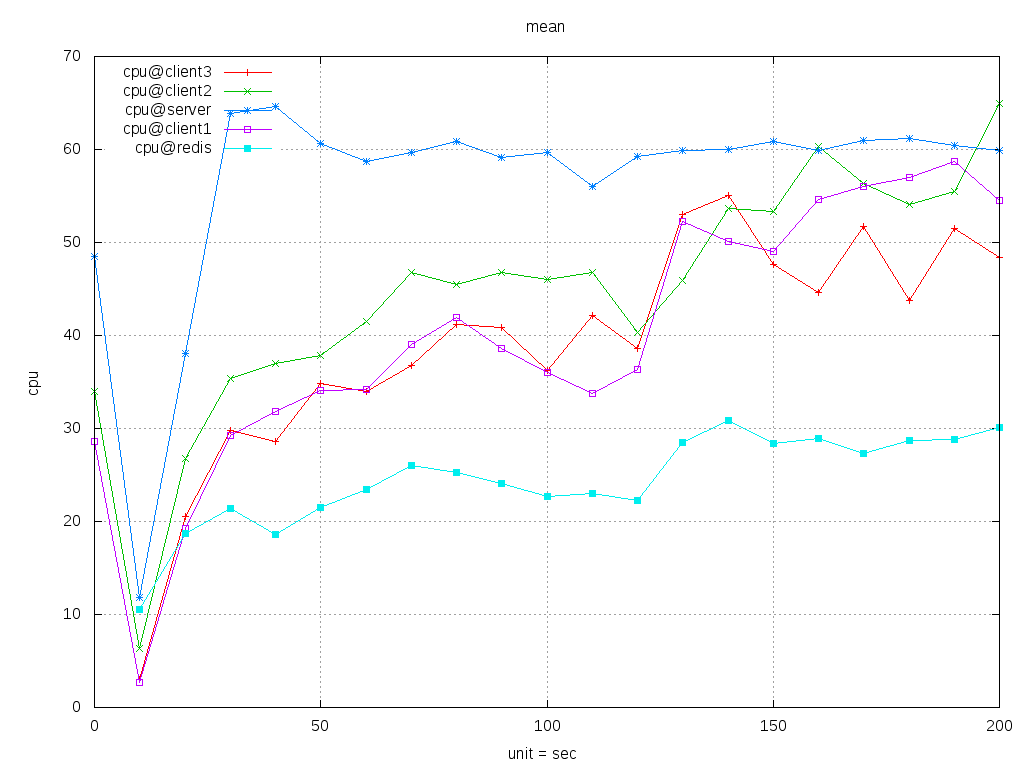 mean
70
60
50
40
30
20
10
0
cpu
cpu@client3
cpu@client2
cpu@server
cpu@client1
cpu@redis
0 50 100 150 200
unit = sec